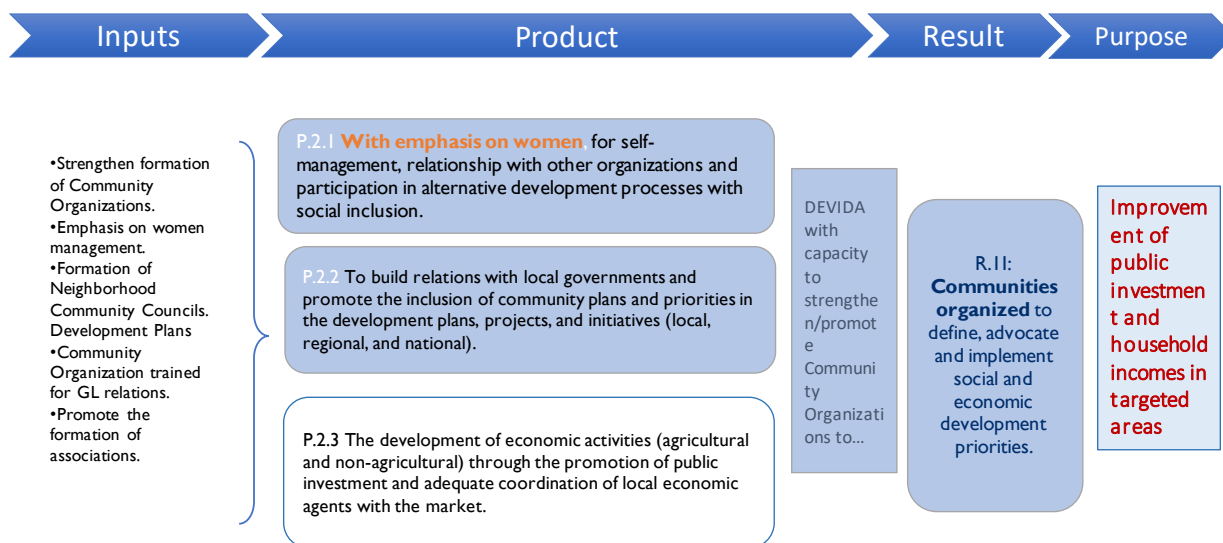 Inputs
Product
Result
Purpose
•Strengthen formation
of Community
Organizations.
•Emphasis on women
management.
•Formation of
Neighborhood
Community Councils.
Development Plans
•Community
Organization trained
for GL relations.
•Promote the
formation of
associations.
P.2.1 With emphasis on women, for self-
management, relationship with other organizations and
participation in alternative development processes with
social inclusion.
P.2.2 To build relations with local governments and
promote the inclusion of community plans and priorities in
the development plans, projects, and initiatives (local,
regional, and national).
P.2.3 The development of economic activities (agricultural
and non-agricultural) through the promotion of public
investment and adequate coordination of local economic
agents with the market.
DEVIDA
with
capacity
to
strengthe
n/promot
e
Communi
ty
Organizati
ons to…
R.II:
Communities
organized to
define, advocate
and implement
social and
economic
development
priorities.
Improvem
ent of
public
investmen
t and
household
incomes in
targeted
areas